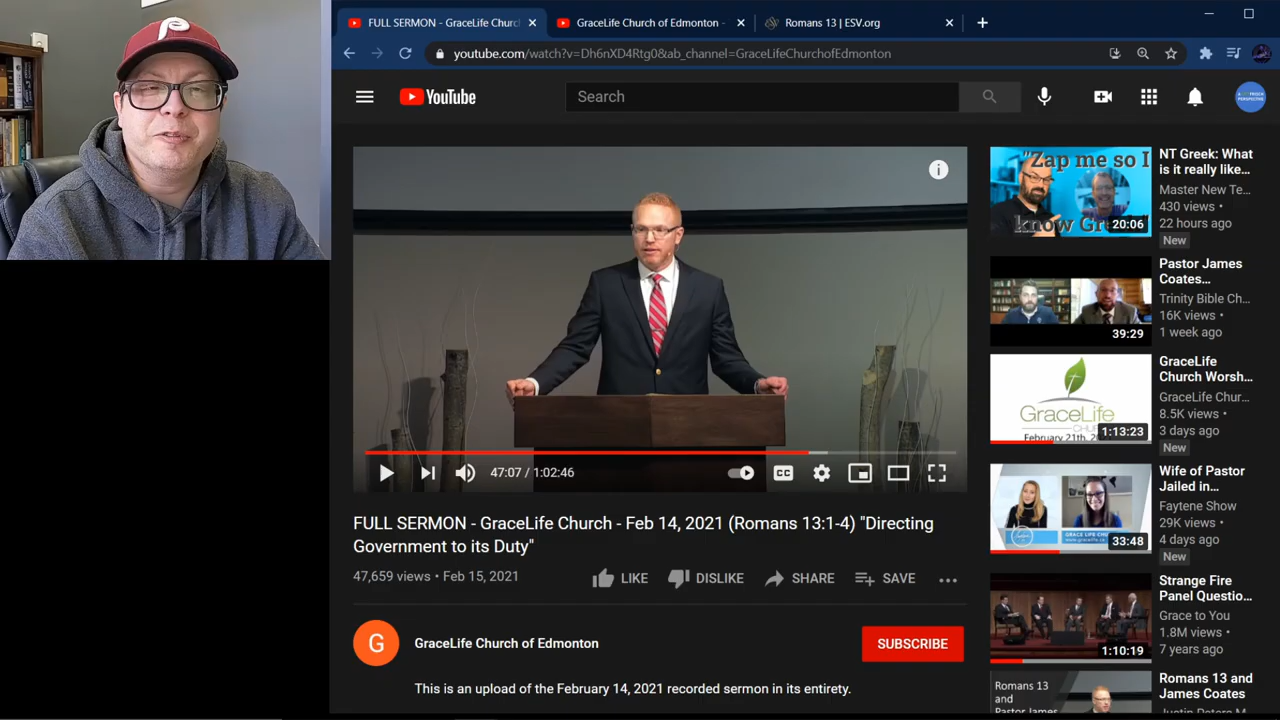 FULL SERMON - GraceLife Churc
GraceLife Church of Edmonton -
Romans 13 | ESV.org
youtube.com/watch?v=Dh6nXD4Rtg0&ab_channel=GraceLifeChurchofEdmonton
YouTube
Search
47:07 / 1:02:46
CC
FULL SERMON - GraceLife Church - Feb 14, 2021 (Romans 13:1-4) "Directing
Government to its Duty"
47,659 views • Feb 15, 2021
LIKE
DISLIKE
SHARE
SAVE
G
GraceLife Church of Edmonton
SUBSCRIBE
This is an upload of the February 14, 2021 recorded sermon in its entirety.
"Zap me so I
know Gr
20:06
NT Greek: What
is it really like...
Master New Te...
430 views •
22 hours ago
New
39:29
Pastor James
Coates...
Trinity Bible Ch...
16K views •
1 week ago
GraceLife
February 21th, 20
1:13:23
GraceLife
Church Worsh...
GraceLife Chur...
8.5K views •
3 days ago
New
GRACE LIFE
33:48
Wife of Pastor
Jailed in...
Faytene Show
29K views •
4 days ago
New
1:10:19
Strange Fire
Panel Questio...
Grace to You
1.8M views •
7 years ago
Romans 13
and
Romans 13 and
James Coates